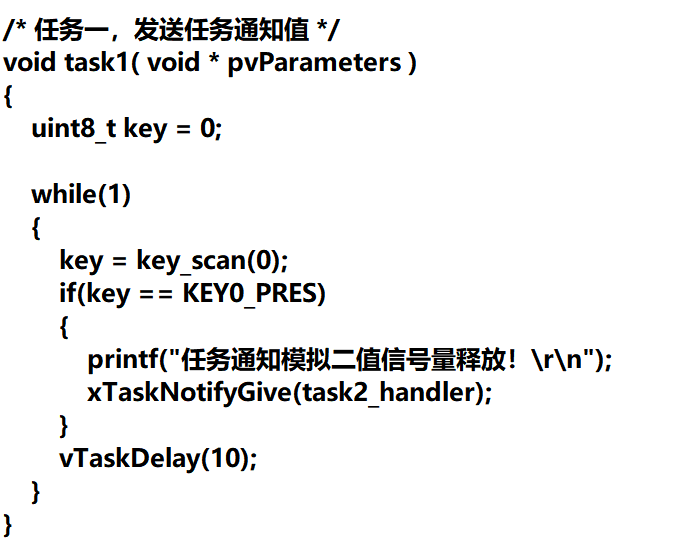 /* 任务一，发送任务通知值 */
void task1( void * pvParameters )
{
    uint8_t key = 0;

    while(1)
    {
        key = key_scan(0);
        if(key == KEY0_PRES)
        {
            printf("任务通知模拟二值信号量释放！\r\n");
            xTaskNotifyGive(task2_handler);
        }
        vTaskDelay(10);
    }
}